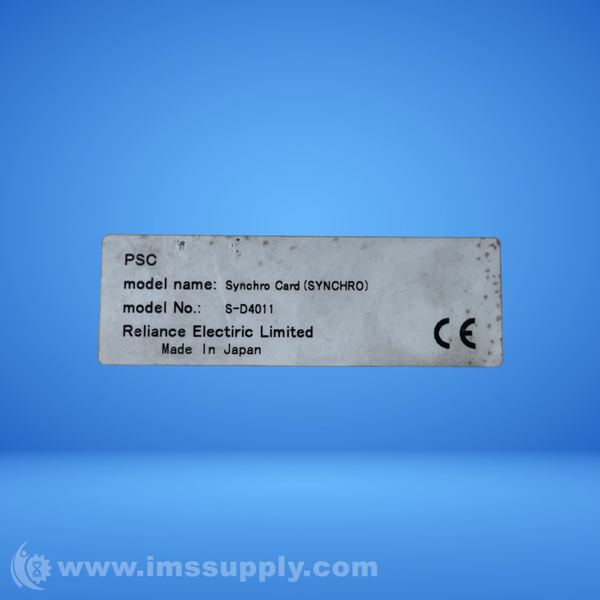 PSC
model name: Synchro Card (SYNCHRO)
model No.: S-D4011
Reliance Electiric Limited
Made In Japan
CE
www.imssupply.com